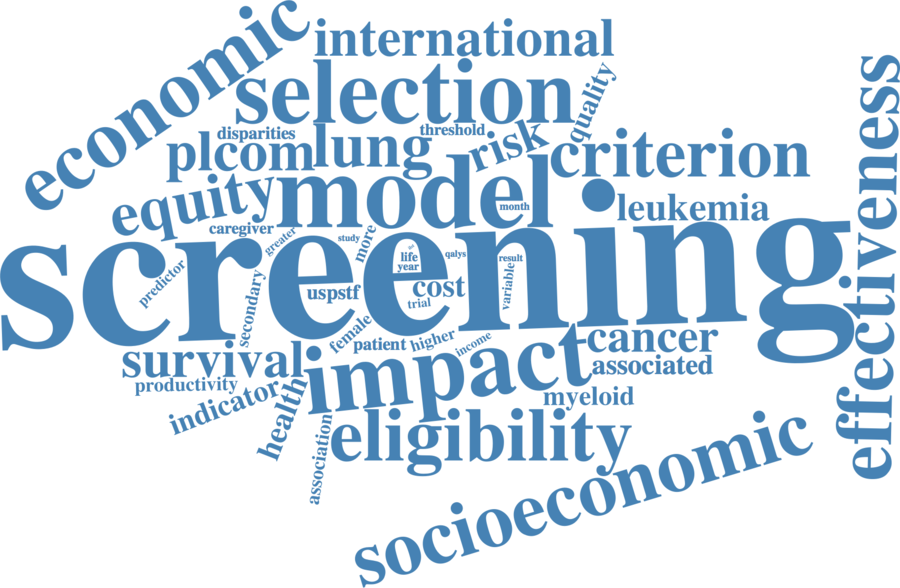 economic
international
selection
quality
effectiveness
disparities
threshold
plcom
lung
risk
criterion
equity
model
month
leukemia
caregiver
greater
study
more
screening
life
year
qalys
result
predictor
secondary
uspstf
cost
trial
variable
female
patient
higher
income
cancer
survival
impact
associated
productivity
indicator
health
myeloid
association
eligibility
socioeconomic